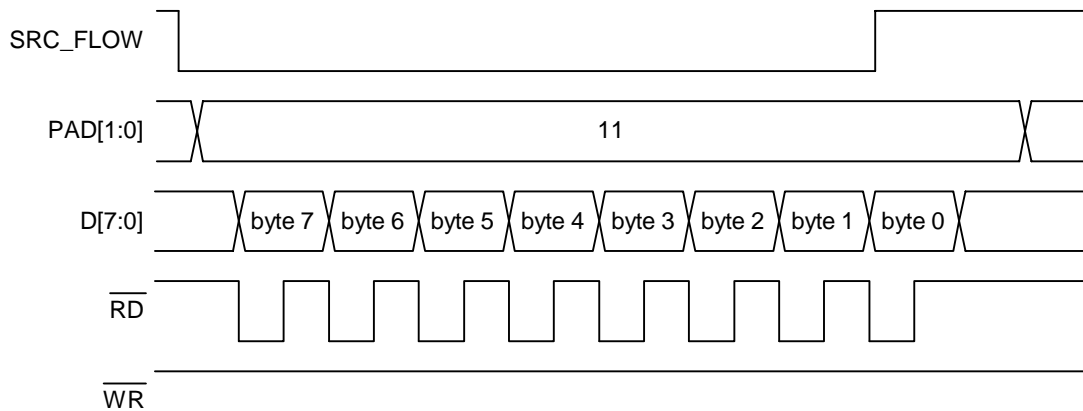 SRC_FLOW
PAD[1:0] 11
D[7:0] byte 7 byte 6 byte 5 byte 4 byte 3 byte 2 byte 1 byte 0
RD
WR